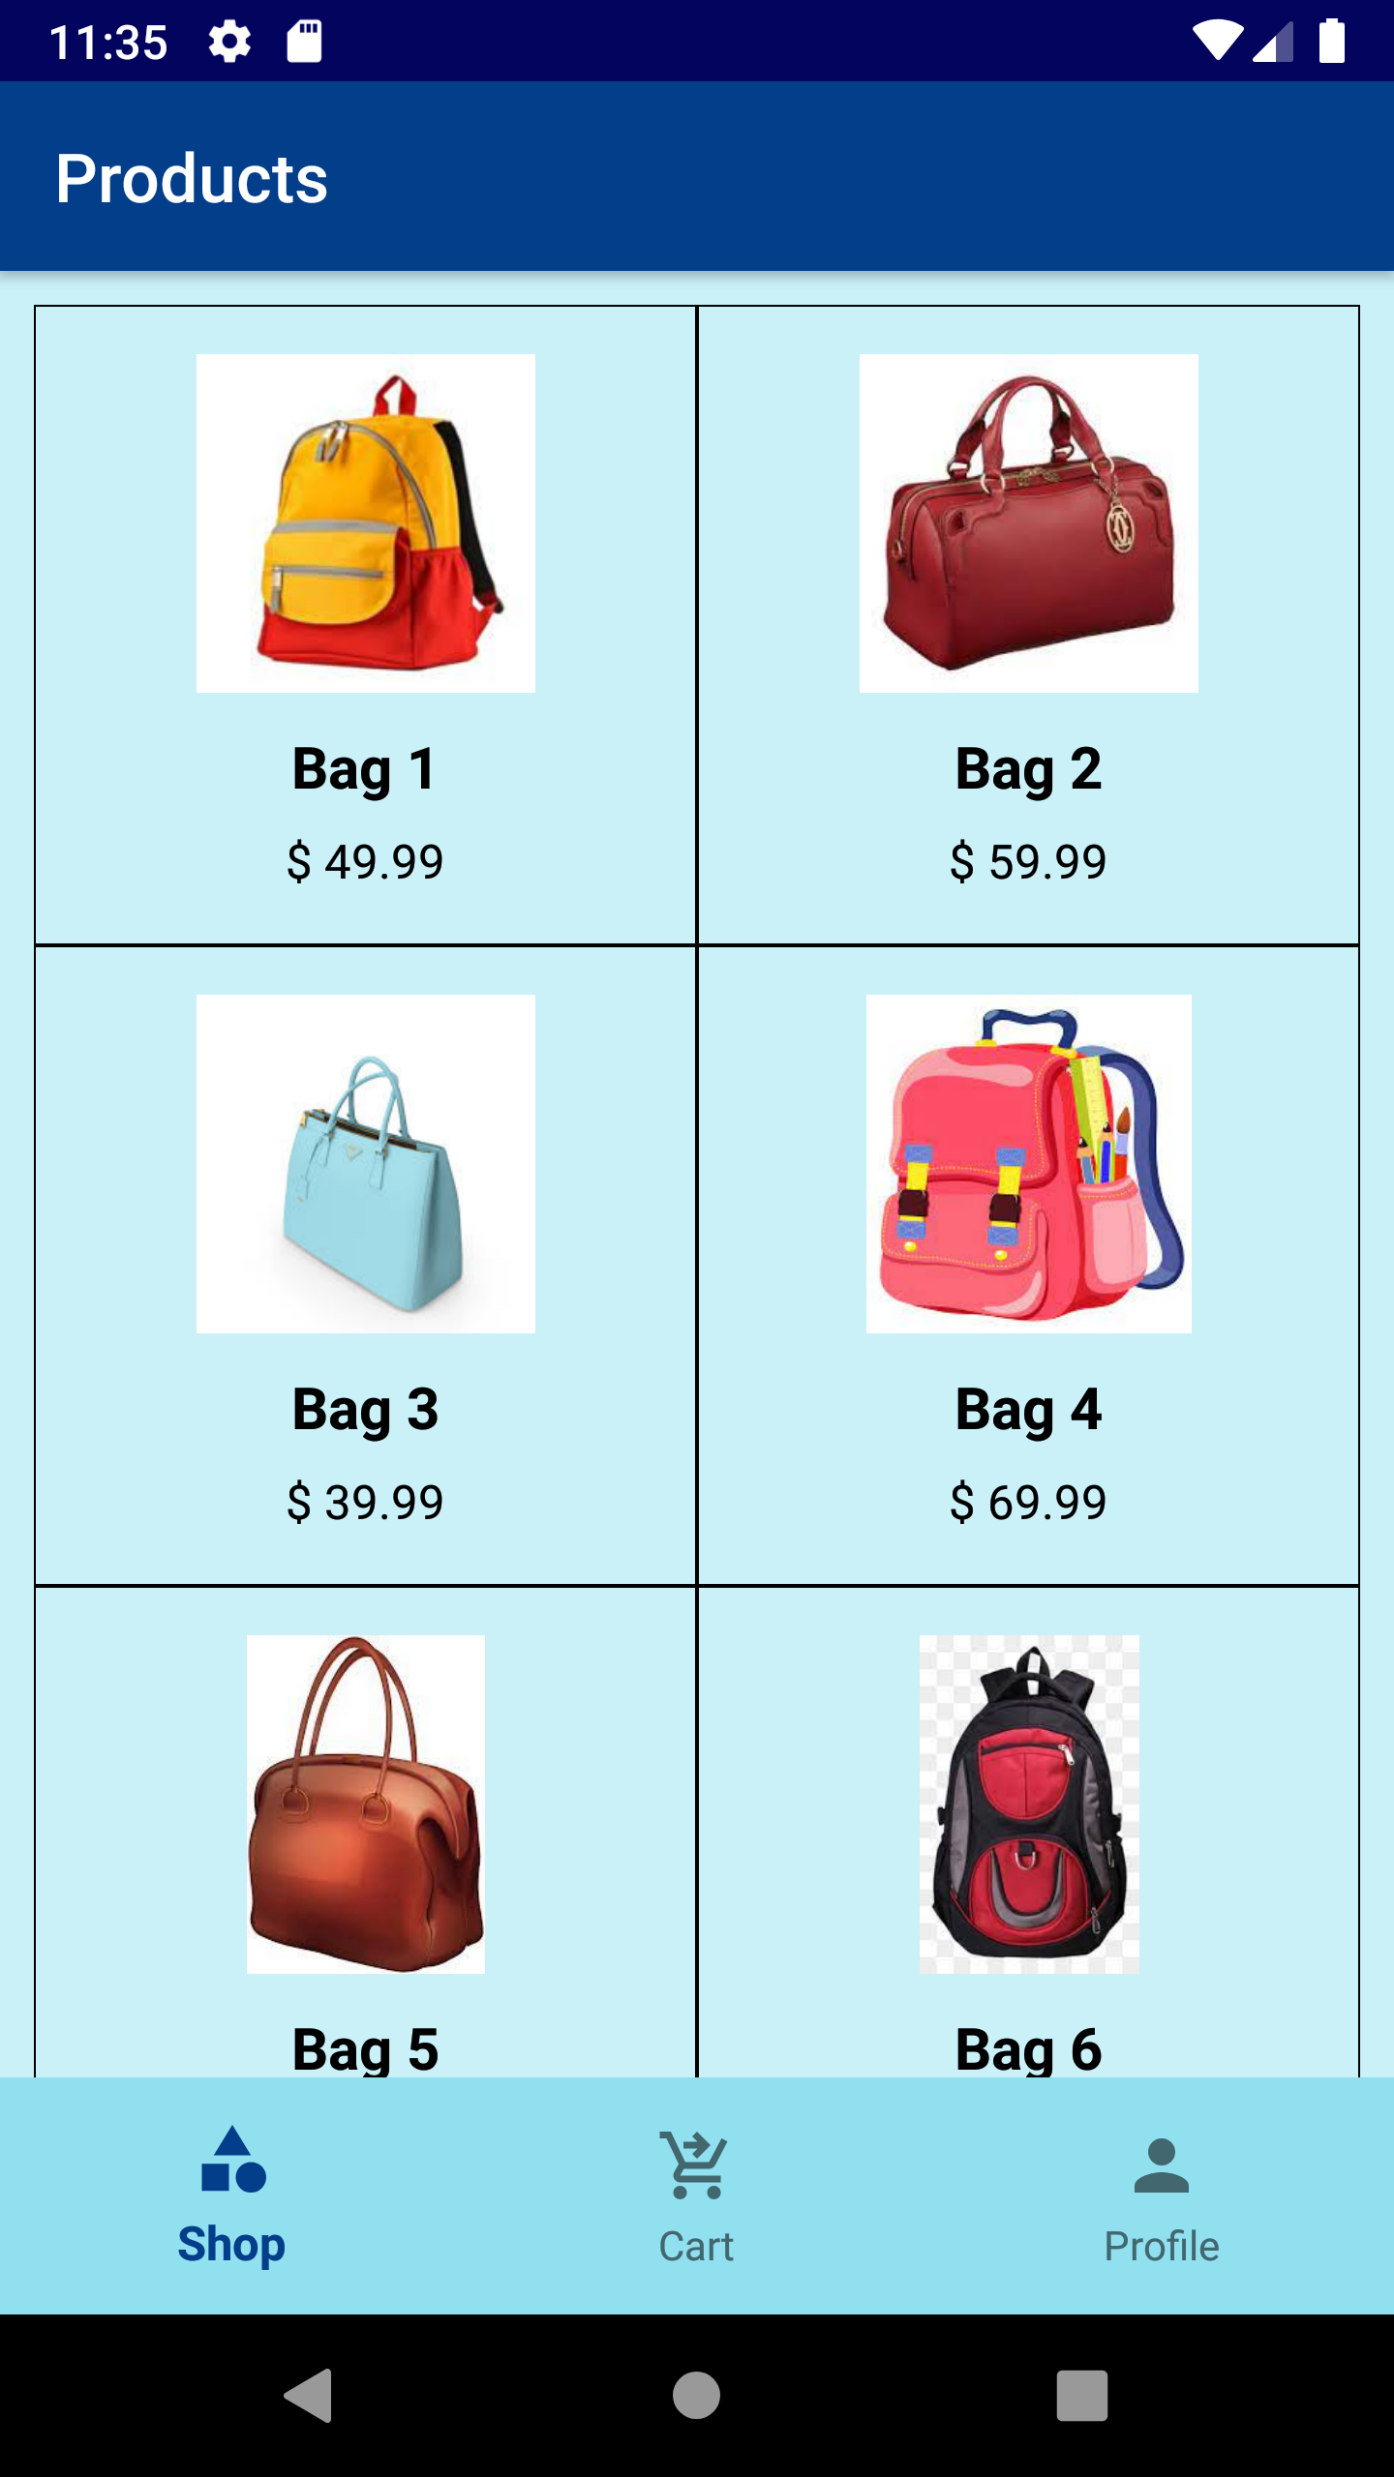 11:35
Products
Bag 1
Bag 2
$ 49.99
$ 59.99
Bag 3
Bag 4
$ 39.99
$ 69.99
Bag 5
Bag 6
Shop
Cart
Profile